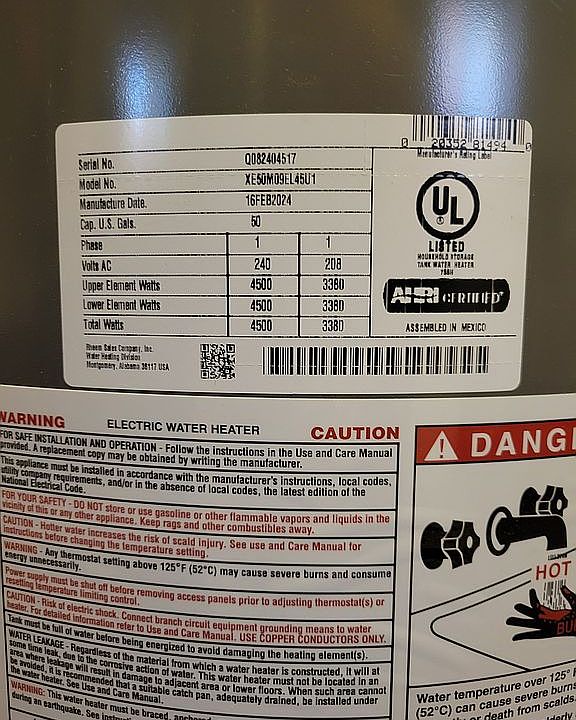 0 20352 81494 0
Manufacturer's Rating Label
Serial No. Q082404517
Model No. XE50M09EL45U1
Manufacture Date. 16FEB2024
Cap. U.S. Gals. 50
Phase 1 1
Volts AC 240 208
Upper Element Watts 4500 3380
Lower Element Watts 4500 3380
Total Watts 4500 3380
UL
LISTED
HOUSEHOLD STORAGE
TANK WATER HEATER
AHRI CERTIFIED
ASSEMBLED IN MEXICO
Rheem Sales Company, Inc.
Water Heating Division
Montgomery, Alabama 36117 USA
WARNING ELECTRIC WATER HEATER CAUTION
FOR SAFE INSTALLATION AND OPERATION - Follow the instructions in the Use and Care Manual
provided. A replacement copy may be obtained by writing the manufacturer.
This appliance must be installed in accordance with the manufacturer's instructions, local codes,
utility company requirements, and/or in the absence of local codes, the latest edition of the
National Electrical Code.
FOR YOUR SAFETY - DO NOT store or use gasoline or other flammable vapors and liquids in the
vicinity of this or any other appliance. Keep rags and other combustibles away.
CAUTION - Hotter water increases the risk of scald injury. See use and Care Manual for
instructions before changing the temperature setting.
WARNING - Any thermostat setting above 125°F (52°C) may cause severe burns and consume
energy unnecessarily.
Power supply must be shut off before removing access panels prior to adjusting thermostat(s) or
resetting temperature limiting control.
CAUTION - Risk of electric shock. Connect branch circuit equipment grounding means to water
heater. For detailed information refer to Use and Care Manual. USE COPPER CONDUCTORS ONLY.
Tank must be full of water before being energized to avoid damaging the heating element(s).
WATER LEAKAGE - Regardless of the material from which a water heater is constructed, it will at
some time leak, due to the corrosive action of water. This water heater must not be located in an
area where leakage will result in damage to adjacent area or lower floors. When such area cannot
be avoided, it is recommended that a suitable catch pan, adequately drained, be installed under
the water heater. See Use and Care Manual.
WARNING: This water heater must be braced,
during an earthquake. See
DANG
HOT
BU
Water temperature over 125°
(52°C) can cause severe burns
or death from scalds.